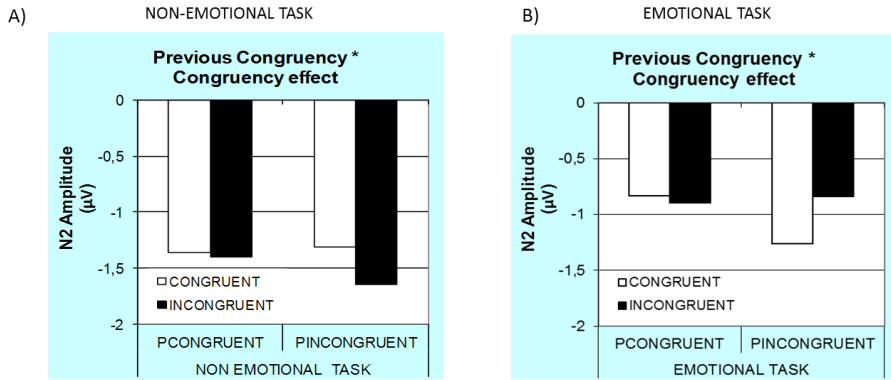 A)
NON-EMOTIONAL TASK
Previous Congruency *
Congruency effect
N2 Amplitude
(µV)
0
-0,5
-1
-1,5
-2
CONGRUENT
INCONGRUENT
PCONGRUENT
PINCONGRUENT
NON EMOTIONAL TASK
B)
EMOTIONAL TASK
Previous Congruency *
Congruency effect
N2 Amplitude
(µV)
0
-0,5
-1
-1,5
-2
CONGRUENT
INCONGRUENT
PCONGRUENT
PINCONGRUENT
EMOTIONAL TASK